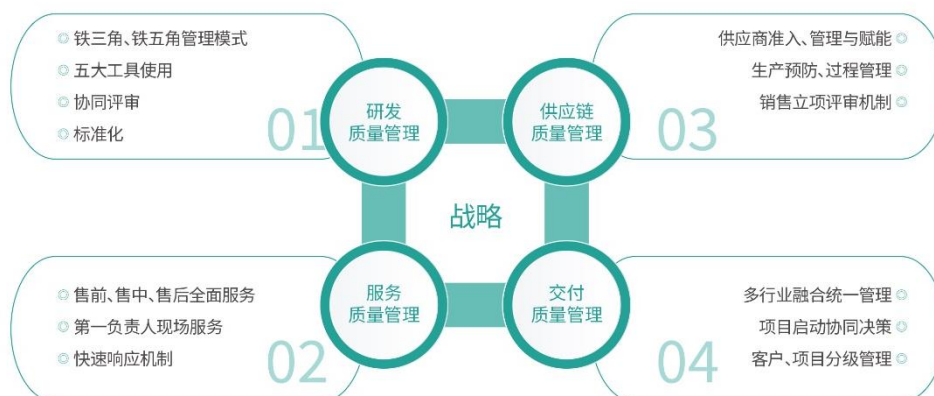 铁三角、铁五角管理模式
五大工具使用
协同评审
标准化
01
研发
质量管理
供应链
质量管理
供应商准入、管理与赋能
生产预防、过程管理
销售立项评审机制
03
战略
售前、售中、售后全面服务
第一负责人现场服务
快速响应机制
02
服务
质量管理
交付
质量管理
多行业融合统一管理
项目启动协同决策
客户、项目分级管理
04